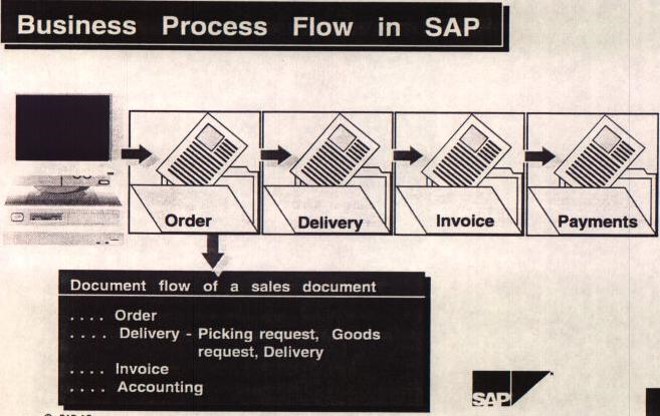 Business Process Flow in SAP
Order
Delivery
Invoice
Payments
Document flow of a sales document
.... Order
.... Delivery - Picking request, Goods
request, Delivery
.... Invoice
.... Accounting
SAP